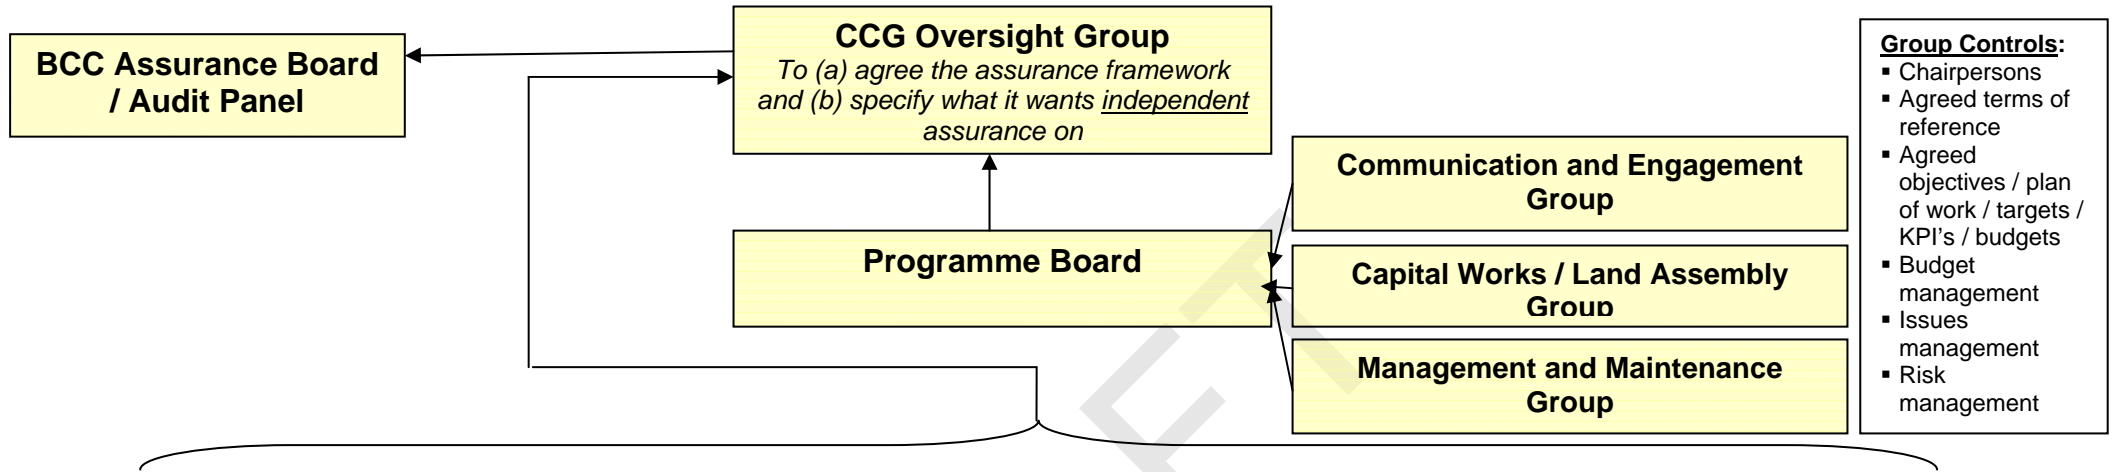 BCC Assurance Board
/ Audit Panel
CCG Oversight Group
To (a) agree the assurance framework
and (b) specify what it wants independent
assurance on
Programme Board
Communication and Engagement
Group
Capital Works / Land Assembly
Group
Management and Maintenance
Group
Group Controls:
▪ Chairpersons
▪ Agreed terms of
reference
▪ Agreed
objectives / plan
of work / targets /
KPI's / budgets
▪ Budget
management
▪ Issues
management
▪ Risk
management
FT